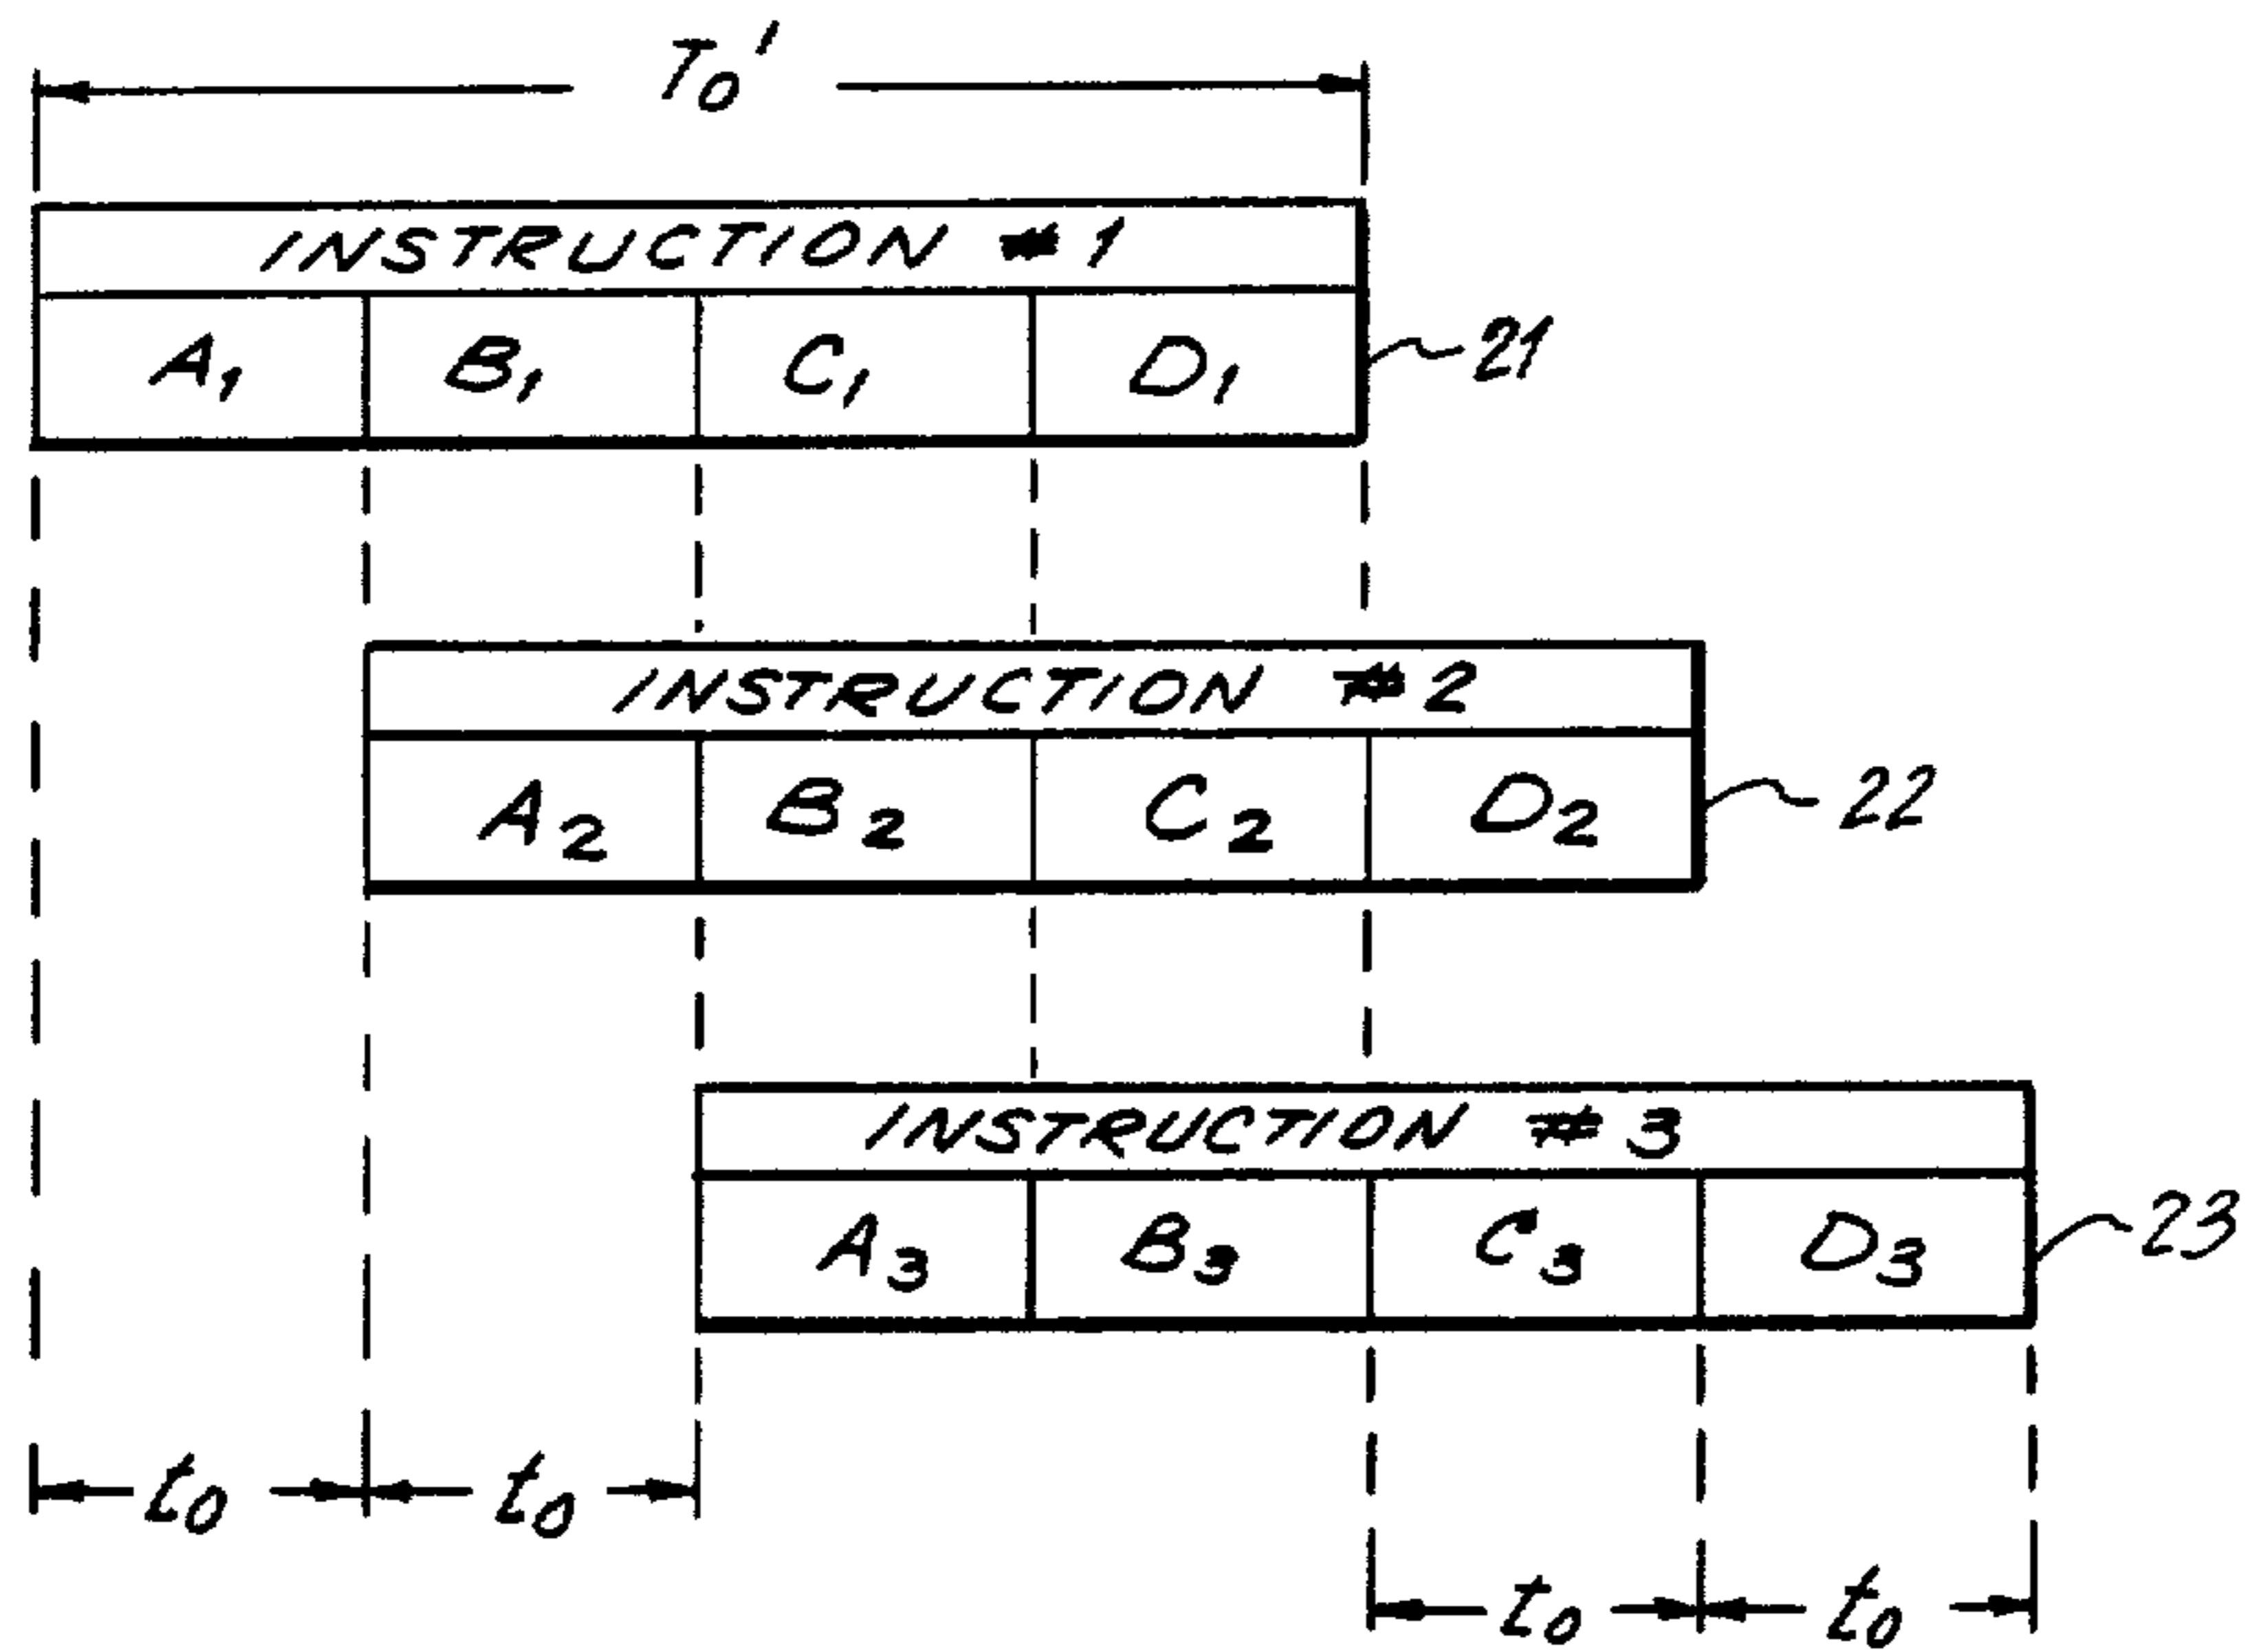 T₀'
INSTRUCTION #1
A₁ B₁ C₁ D₁ 21
INSTRUCTION #2
A₂ B₂ C₂ D₂ 22
INSTRUCTION #3
A₃ B₃ C₃ D₃ 23
t₀ t₀
t₀ t₀